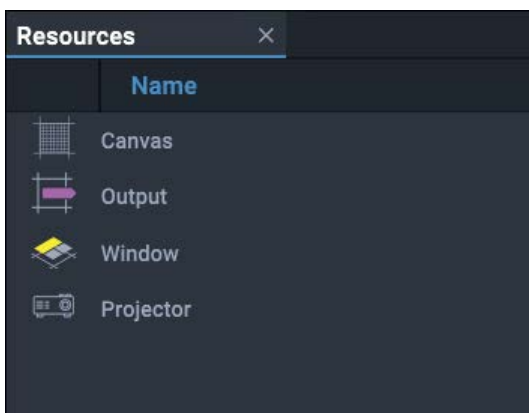 Resources
Name
Canvas
Output
Window
Projector